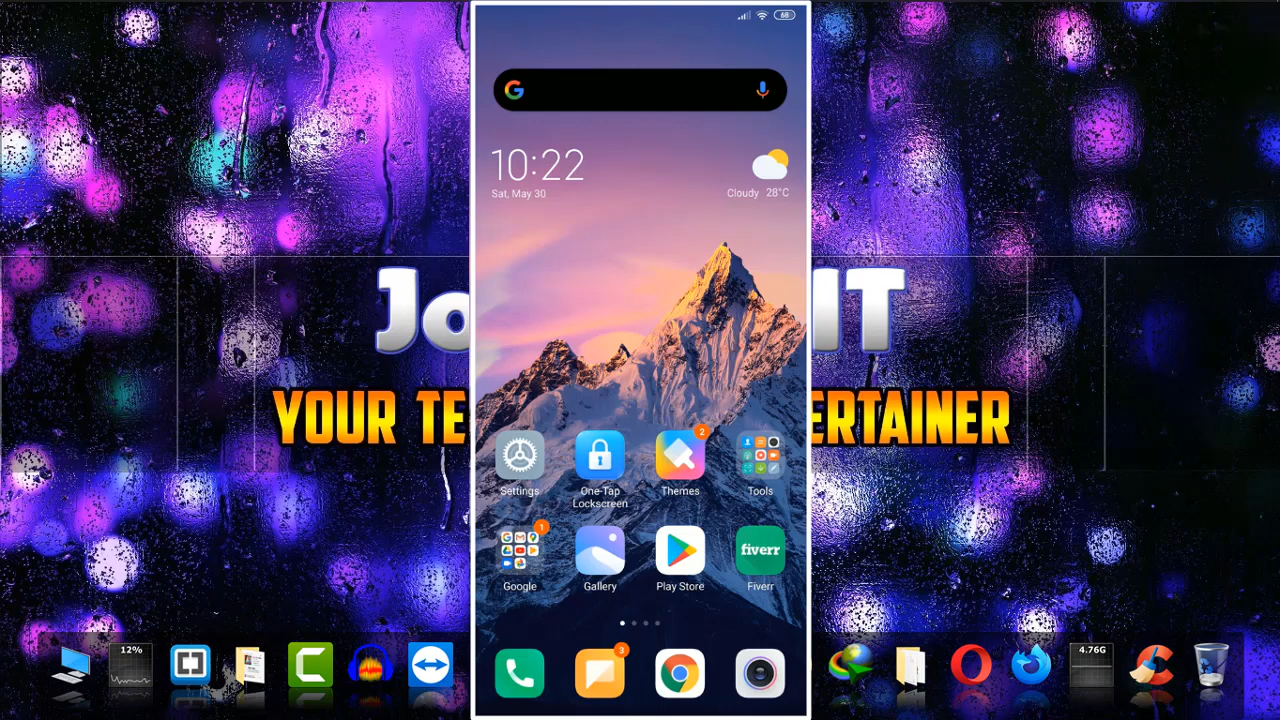 68
10:22
Sat, May 30
Cloudy 28°C
Jo
IT
YOUR TE
ERTAINER
2
Settings
One-Tap
Lockscreen
Themes
Tools
1
fiverr
Google
Gallery
Play Store
Fiverr
12%
3
4.76G